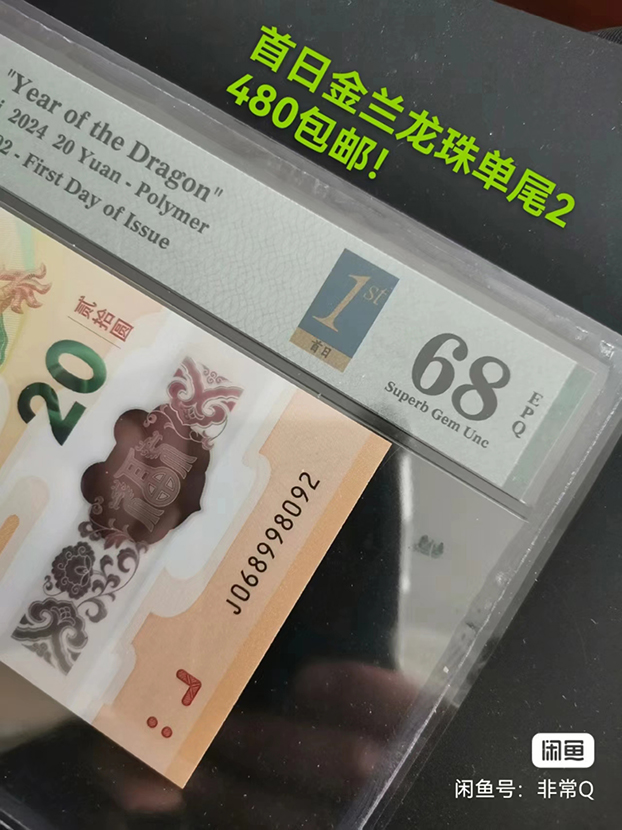 首日金兰龙珠单尾2
480包邮!
"Year of the Dragon"
2024 20 Yuan - Polymer
92 - First Day of Issue
1st
首日
68
EPQ
Superb Gem Unc
贰拾圆
20
J068998092
闲鱼
闲鱼号：非常Q